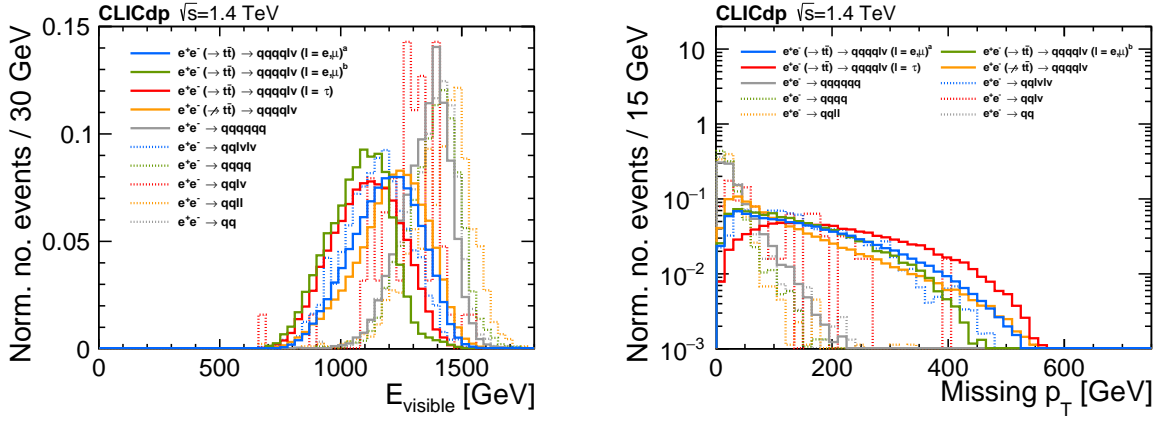 CLICdp √s=1.4 TeV
Norm. no. events / 30 GeV
0.15
0.1
0.05
0
e⁺e⁻ (→ tt̄) → qqqqlν (l = e,μ)ᵃ
e⁺e⁻ (→ tt̄) → qqqqlν (l = e,μ)ᵇ
e⁺e⁻ (→ tt̄) → qqqqlν (l = τ)
e⁺e⁻ (↛ tt̄) → qqqqlν
e⁺e⁻ → qqqqqq
e⁺e⁻ → qqlνlν
e⁺e⁻ → qqqq
e⁺e⁻ → qqlν
e⁺e⁻ → qqll
e⁺e⁻ → qq
0 500 1000 1500
E_visible [GeV]
CLICdp √s=1.4 TeV
Norm. no. events / 15 GeV
10
1
10⁻¹
10⁻²
10⁻³
e⁺e⁻ (→ tt̄) → qqqqlν (l = e,μ)ᵃ e⁺e⁻ (→ tt̄) → qqqqlν (l = e,μ)ᵇ
e⁺e⁻ (→ tt̄) → qqqqlν (l = τ) e⁺e⁻ (↛ tt̄) → qqqqlν
e⁺e⁻ → qqqqqq e⁺e⁻ → qqlνlν
e⁺e⁻ → qqqq e⁺e⁻ → qqlν
e⁺e⁻ → qqll e⁺e⁻ → qq
0 200 400 600
Missing p_T [GeV]